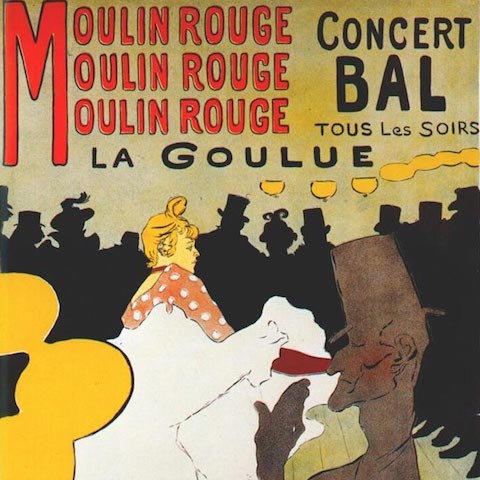 MOULIN ROUGE
MOULIN ROUGE
MOULIN ROUGE
CONCERT
BAL
TOUS Les SOIRS
LA GOULUE